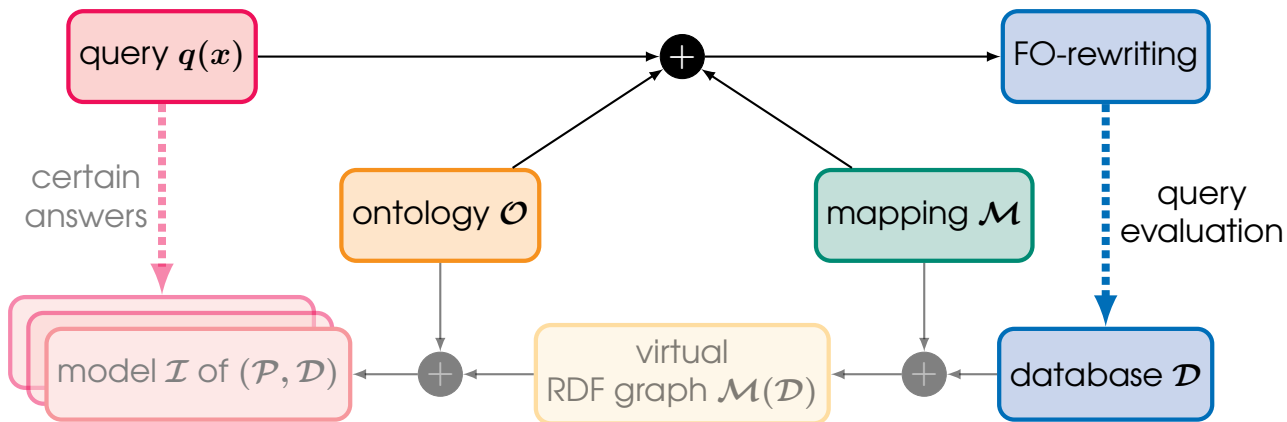 query q(x)
+
FO-rewriting
certain
answers
ontology O
mapping M
query
evaluation
model I of (P, D)
+
virtual
RDF graph M(D)
+
database D